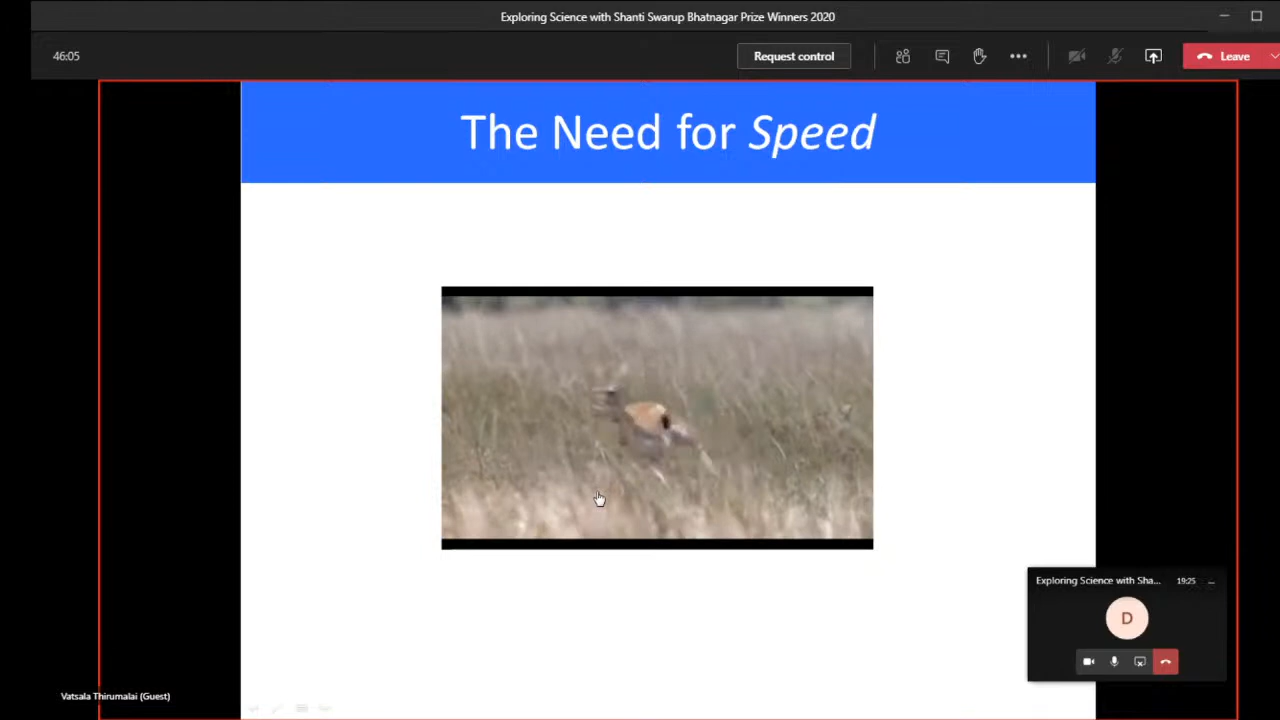 Exploring Science with Shanti Swarup Bhatnagar Prize Winners 2020
46:05
Request control
Leave
The Need for Speed
Exploring Science with Sha...
19:25
D
Vatsala Thirumalai (Guest)